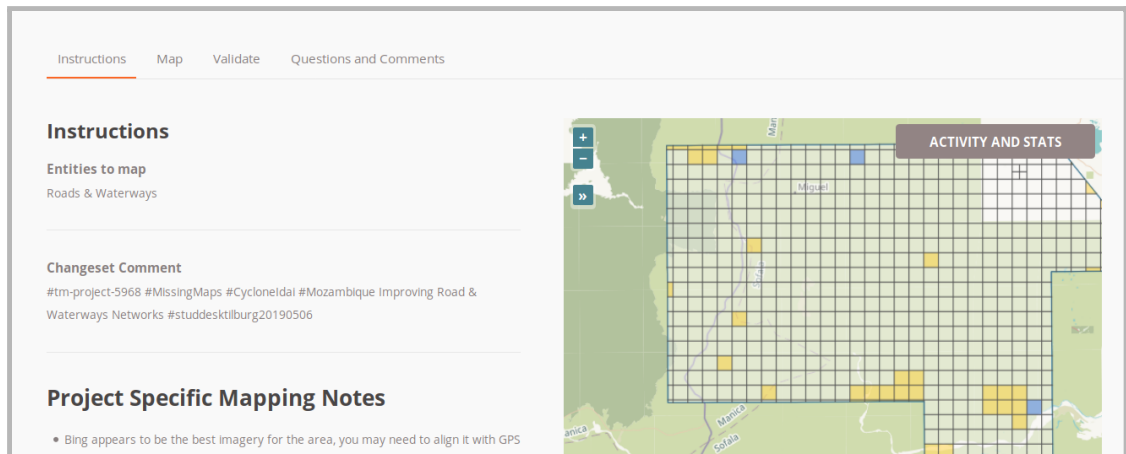 Instructions Map Validate Questions and Comments
Instructions
Entities to map
Roads & Waterways
Changeset Comment
#tm-project-5968 #MissingMaps #CycloneIdai #Mozambique Improving Road &
Waterways Networks #studdesktilburg20190506
Project Specific Mapping Notes
• Bing appears to be the best imagery for the area, you may need to align it with GPS
+
−
»
ACTIVITY AND STATS
Miguel
Sofala
Manica
Sofala